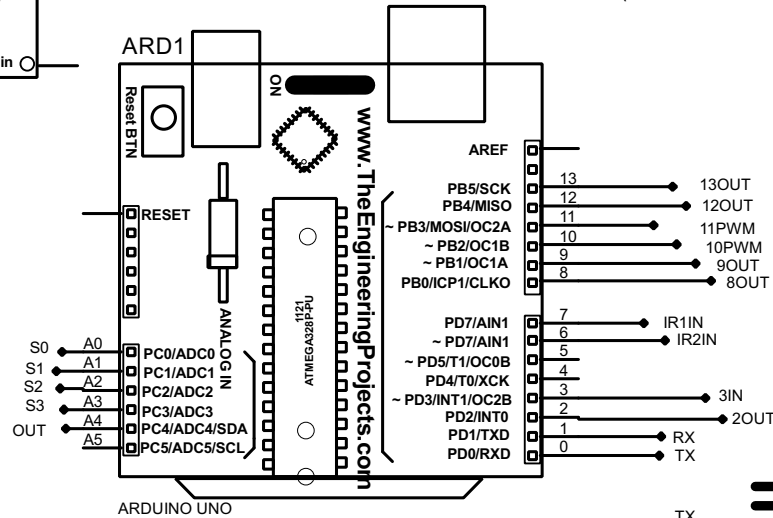 in
ARD1
Reset BTN
ON
www.TheEngineeringProjects.com
1121
ATMEGA328P-PU
ANALOG IN
RESET
AREF
PB5/SCK 13 13OUT
PB4/MISO 12 12OUT
~ PB3/MOSI/OC2A 11 11PWM
~ PB2/OC1B 10 10PWM
~ PB1/OC1A 9 9OUT
PB0/ICP1/CLKO 8 8OUT
PD7/AIN1 7 IR1IN
~ PD7/AIN1 6 IR2IN
~ PD5/T1/OC0B 5
PD4/T0/XCK 4
~ PD3/INT1/OC2B 3 3IN
PD2/INT0 2 2OUT
PD1/TXD 1 RX
PD0/RXD 0 TX
S0 A0 PC0/ADC0
S1 A1 PC1/ADC1
S2 A2 PC2/ADC2
S3 A3 PC3/ADC3
OUT A4 PC4/ADC4/SDA
A5 PC5/ADC5/SCL
ARDUINO UNO
TX